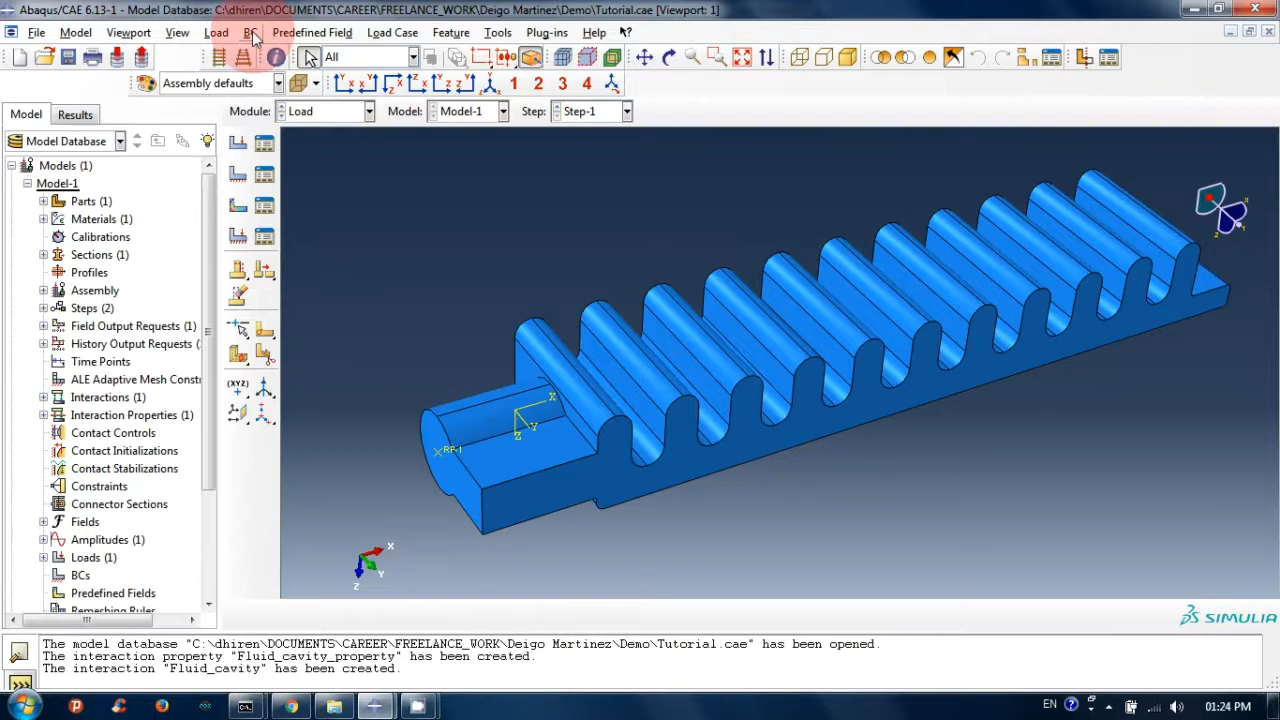 Abaqus/CAE 6.13-1 - Model Database: C:\dhiren\DOCUMENTS\CAREER\FREELANCE_WORK\Deigo Martinez\Demo\Tutorial.cae [Viewport: 1]
File Model Viewport View Load BC Predefined Field Load Case Feature Tools Plug-ins Help
All
Assembly defaults
1 2 3 4
Model Results
Module: Load Model: Model-1 Step: Step-1
Model Database
Models (1)
Model-1
Parts (1)
Materials (1)
Calibrations
Sections (1)
Profiles
Assembly
Steps (2)
Field Output Requests (1)
History Output Requests (
Time Points
ALE Adaptive Mesh Constr
Interactions (1)
Interaction Properties (1)
Contact Controls
Contact Initializations
Contact Stabilizations
Constraints
Connector Sections
Fields
Amplitudes (1)
Loads (1)
BCs
Predefined Fields
Remeshing Rules
(XYZ)
X
Y
Z
RP-1
X
Y
Z
SIMULIA
The model database "C:\dhiren\DOCUMENTS\CAREER\FREELANCE_WORK\Deigo Martinez\Demo\Tutorial.cae" has been opened.
The interaction property "Fluid_cavity_property" has been created.
The interaction "Fluid_cavity" has been created.
>>>
EN 01:24 PM